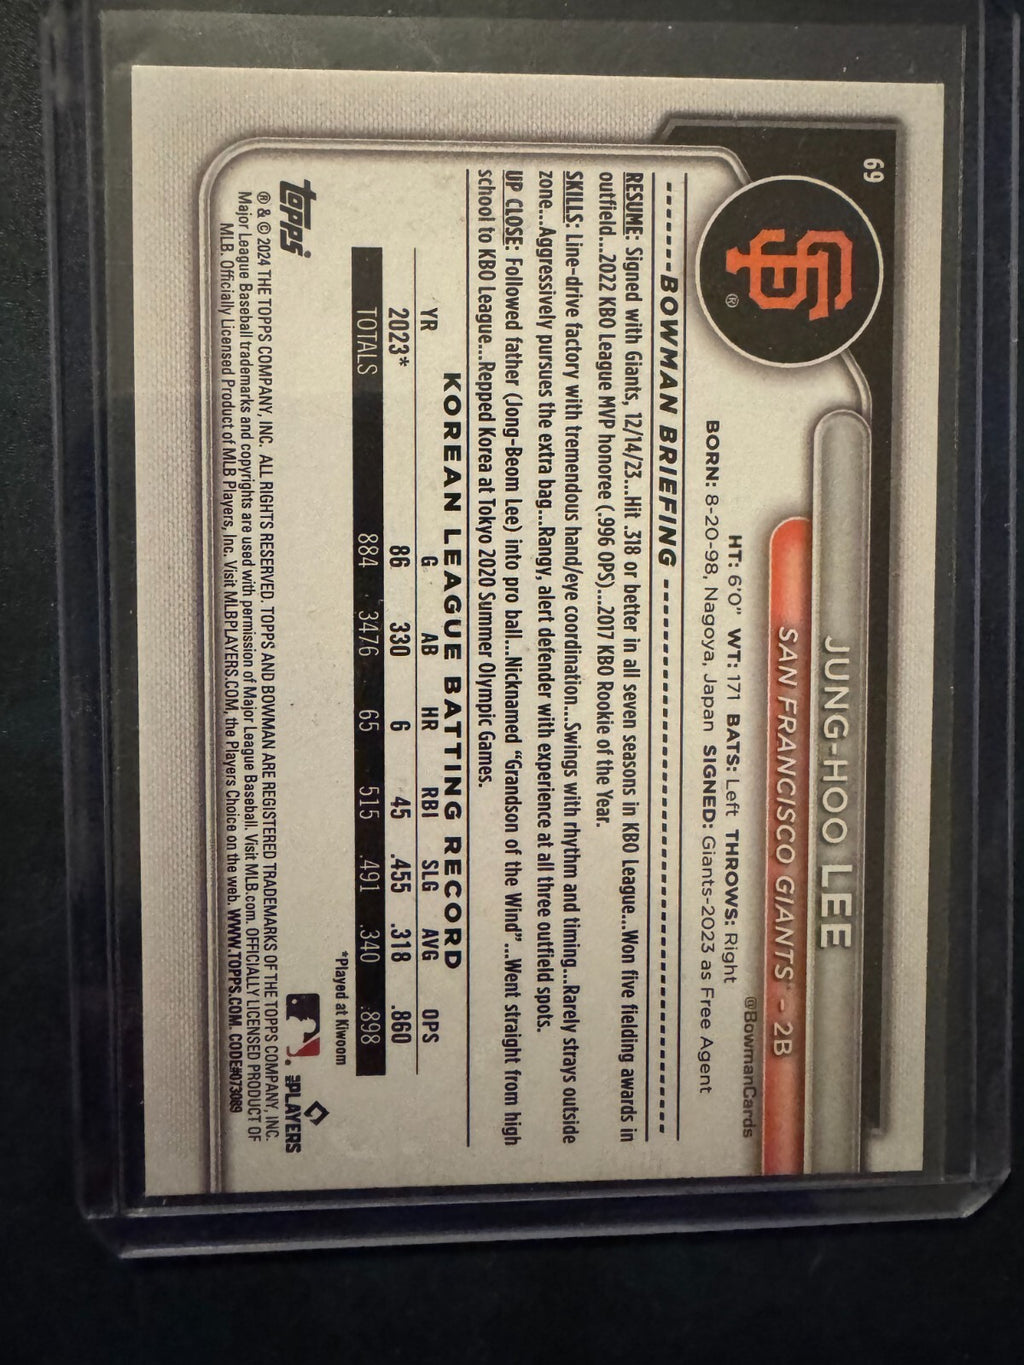 69
JUNG-HOO LEE
SAN FRANCISCO GIANTS™ - 2B
SF
®
@BowmanCards
HT: 6'0" WT: 171 BATS: Left THROWS: Right
BORN: 8-20-98, Nagoya, Japan SIGNED: Giants-2023 as Free Agent
BOWMAN BRIEFING
RESUME: Signed with Giants, 12/14/23...Hit .318 or better in all seven seasons in KBO League...Won five fielding awards in
outfield...2022 KBO League MVP honoree (.996 OPS)...2017 KBO Rookie of the Year.
SKILLS: Line-drive factory with tremendous hand/eye coordination...Swings with rhythm and timing...Rarely strays outside
zone...Aggressively pursues the extra bag...Rangy, alert defender with experience at all three outfield spots.
UP CLOSE: Followed father (Jong-Beom Lee) into pro ball...Nicknamed "Grandson of the Wind"...Went straight from high
school to KBO League...Repped Korea at Tokyo 2020 Summer Olympic Games.
KOREAN LEAGUE BATTING RECORD
YR G AB HR RBI SLG AVG OPS
2023* 86 330 6 45 .455 .318 .860
TOTALS 884 3476 65 515 .491 .340 .898
*Played at Kiwoom
topps
MLB PLAYERS
® & © 2024 THE TOPPS COMPANY, INC. ALL RIGHTS RESERVED. TOPPS AND BOWMAN ARE REGISTERED TRADEMARKS OF THE TOPPS COMPANY, INC.
Major League Baseball trademarks and copyrights are used with permission of Major League Baseball. Visit MLB.com. OFFICIALLY LICENSED PRODUCT OF
MLB. Officially Licensed Product of MLB Players, Inc. Visit MLBPLAYERS.COM, the Players Choice on the web. WWW.TOPPS.COM. CODE#073089